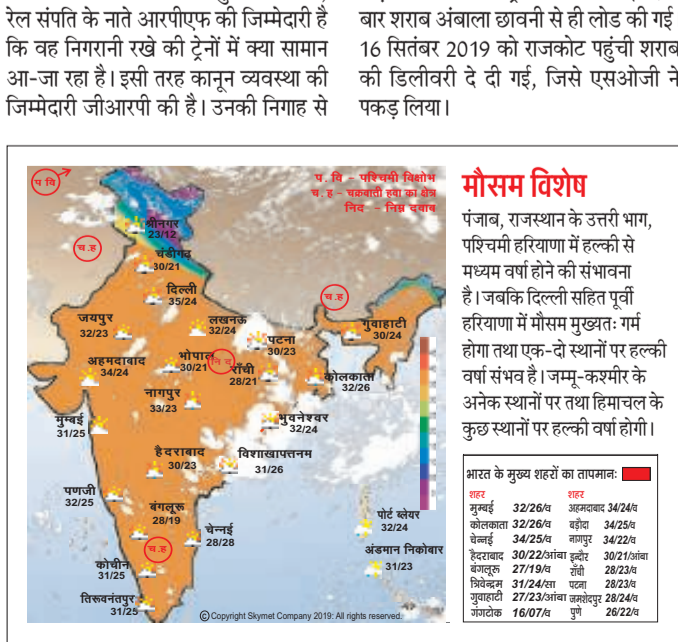 रेल संपति के नाते आरपीएफ की जिम्मेदारी है
कि वह निगरानी रखे की ट्रेनों में क्या सामान
आ-जा रहा है। इसी तरह कानून व्यवस्था की
जिम्मेदारी जीआरपी की है। उनकी निगाह से
बार शराब अंबाला छावनी से ही लोड की गई
16 सितंबर 2019 को राजकोट पहुंची शराब
की डिलीवरी दे दी गई, जिसे एसओजी ने
पकड़ लिया।
प वि
प. वि - पश्चिमी विक्षोभ
च. ह - चक्रवाती हवा का क्षेत्र
निद - निम्न दवाब
श्रीनगर
23/12
च.ह
चंडीगढ़
30/21
दिल्ली
35/24
च.ह
जयपुर
32/23
लखनऊ
32/24
पटना
30/23
गुवाहाटी
30/24
अहमदाबाद
34/24
भोपाल
30/21
नि द
राँची
28/21
कोलकाता
32/26
नागपुर
33/23
मुम्बई
31/25
भुवनेश्वर
32/24
हैदराबाद
30/23
विशाखापत्तनम
31/26
पणजी
32/25
बंगलूरू
28/19
चेन्नई
28/28
पोर्ट ब्लेयर
32/24
च.ह
अंडमान निकोबार
31/23
कोचीन
31/25
तिरूवनंतपुर
31/25
©Copyright Skymet Company 2019: All rights reserved.
मौसम विशेष
पंजाब, राजस्थान के उत्तरी भाग,
पश्चिमी हरियाणा में हल्की से
मध्यम वर्षा होने की संभावना
है। जबकि दिल्ली सहित पूर्वी
हरियाणा में मौसम मुख्यतः गर्म
होगा तथा एक-दो स्थानों पर हल्की
वर्षा संभव है। जम्मू-कश्मीर के
अनेक स्थानों पर तथा हिमाचल के
कुछ स्थानों पर हल्की वर्षा होगी।
भारत के मुख्य शहरों का तापमानः
शहर शहर
मुम्बई 32/26/व अहमदाबाद 34/24/व
कोलकाता 32/26/व बड़ौदा 34/25/व
चेन्नई 34/25/व नागपुर 34/22/व
हैदराबाद 30/22/आंबा इन्दौर 30/21/आंबा
बंगलूरू 27/19/व राँची 28/23/व
त्रिवेन्द्रम 31/24/सा पटना 28/23/व
गुवाहाटी 27/23/आंबा जमशेदपुर 28/24/व
गंगटोक 16/07/व पुणे 26/22/व